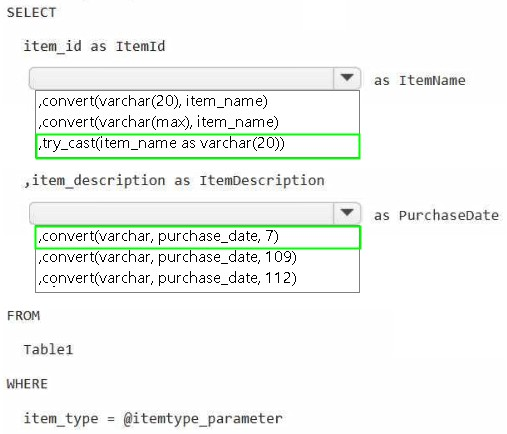 SELECT
item_id as ItemId
as ItemName
,convert(varchar(20), item_name)
,convert(varchar(max), item_name)
,try_cast(item_name as varchar(20))
,item_description as ItemDescription
as PurchaseDate
,convert(varchar, purchase_date, 7)
,convert(varchar, purchase_date, 109)
,convert(varchar, purchase_date, 112)
FROM
Table1
WHERE
item_type = @itemtype_parameter